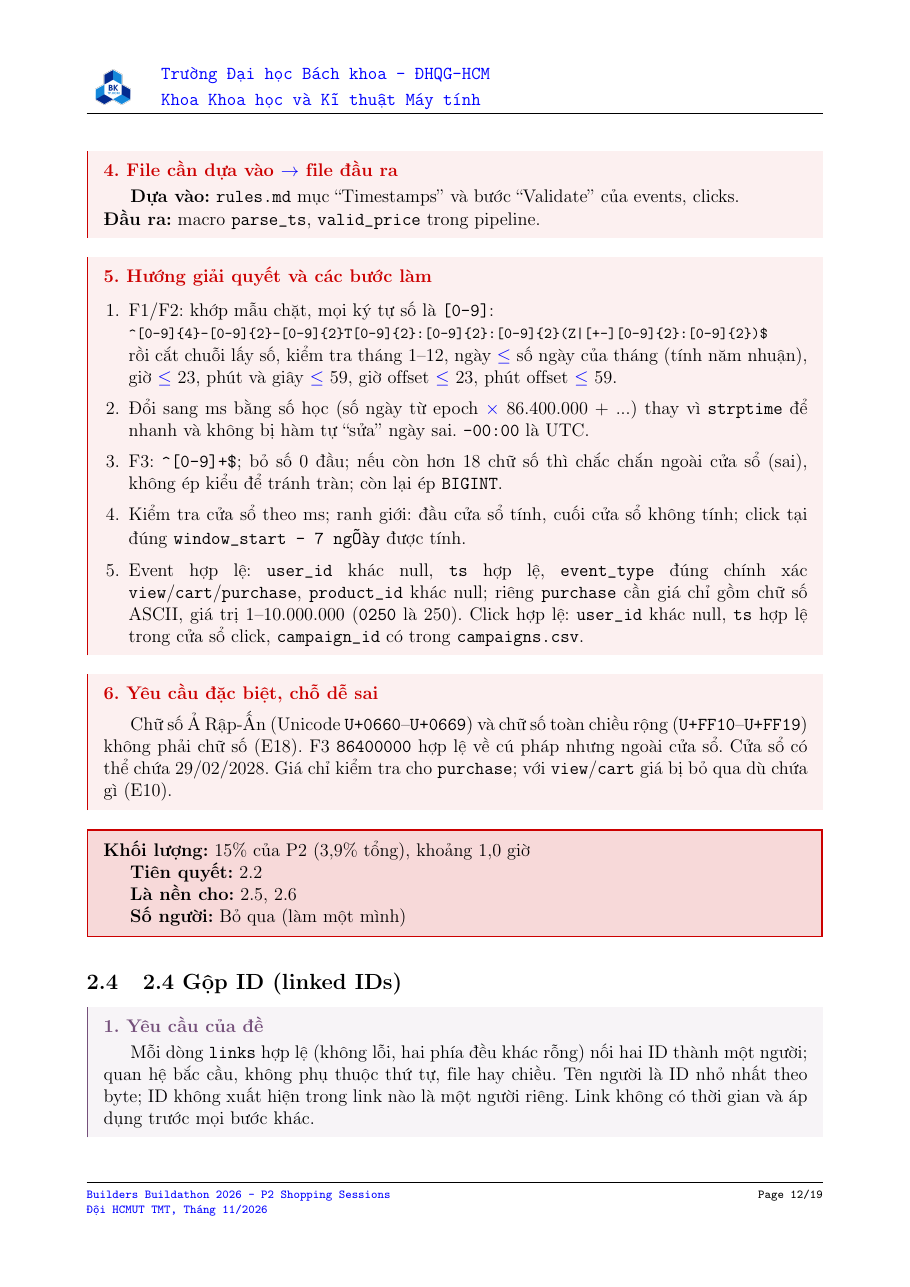 BK
Trường Đại học Bách khoa - ĐHQG-HCM
Khoa Khoa học và Kĩ thuật Máy tính
4. File cần dựa vào → file đầu ra
Dựa vào: rules.md mục “Timestamps” và bước “Validate” của events, clicks.
Đầu ra: macro parse_ts, valid_price trong pipeline.
5. Hướng giải quyết và các bước làm
1. F1/F2: khớp mẫu chặt, mọi ký tự số là [0-9]:
^[0-9]{4}-[0-9]{2}-[0-9]{2}T[0-9]{2}:[0-9]{2}:[0-9]{2}(Z|[+-][0-9]{2}:[0-9]{2})$
rồi cắt chuỗi lấy số, kiểm tra tháng 1–12, ngày ≤ số ngày của tháng (tính năm nhuận),
giờ ≤ 23, phút và giây ≤ 59, giờ offset ≤ 23, phút offset ≤ 59.
2. Đổi sang ms bằng số học (số ngày từ epoch × 86.400.000 + ...) thay vì strptime để
nhanh và không bị hàm tự “sửa” ngày sai. -00:00 là UTC.
3. F3: ^[0-9]+$; bỏ số 0 đầu; nếu còn hơn 18 chữ số thì chắc chắn ngoài cửa sổ (sai),
không ép kiểu để tránh tràn; còn lại ép BIGINT.
4. Kiểm tra cửa sổ theo ms; ranh giới: đầu cửa sổ tính, cuối cửa sổ không tính; click tại
đúng window_start - 7 ngÕày được tính.
5. Event hợp lệ: user_id khác null, ts hợp lệ, event_type đúng chính xác
view/cart/purchase, product_id khác null; riêng purchase cần giá chỉ gồm chữ số
ASCII, giá trị 1–10.000.000 (0250 là 250). Click hợp lệ: user_id khác null, ts hợp lệ
trong cửa sổ click, campaign_id có trong campaigns.csv.
6. Yêu cầu đặc biệt, chỗ dễ sai
Chữ số Ả Rập-Ấn (Unicode U+0660–U+0669) và chữ số toàn chiều rộng (U+FF10–U+FF19)
không phải chữ số (E18). F3 86400000 hợp lệ về cú pháp nhưng ngoài cửa sổ. Cửa sổ có
thể chứa 29/02/2028. Giá chỉ kiểm tra cho purchase; với view/cart giá bị bỏ qua dù chứa
gì (E10).
Khối lượng: 15% của P2 (3,9% tổng), khoảng 1,0 giờ
Tiên quyết: 2.2
Là nền cho: 2.5, 2.6
Số người: Bỏ qua (làm một mình)
2.4 2.4 Gộp ID (linked IDs)
1. Yêu cầu của đề
Mỗi dòng links hợp lệ (không lỗi, hai phía đều khác rỗng) nối hai ID thành một người;
quan hệ bắc cầu, không phụ thuộc thứ tự, file hay chiều. Tên người là ID nhỏ nhất theo
byte; ID không xuất hiện trong link nào là một người riêng. Link không có thời gian và áp
dụng trước mọi bước khác.
Builders Buildathon 2026 - P2 Shopping Sessions
Page 12/19
Đội HCMUT TMT, Tháng 11/2026